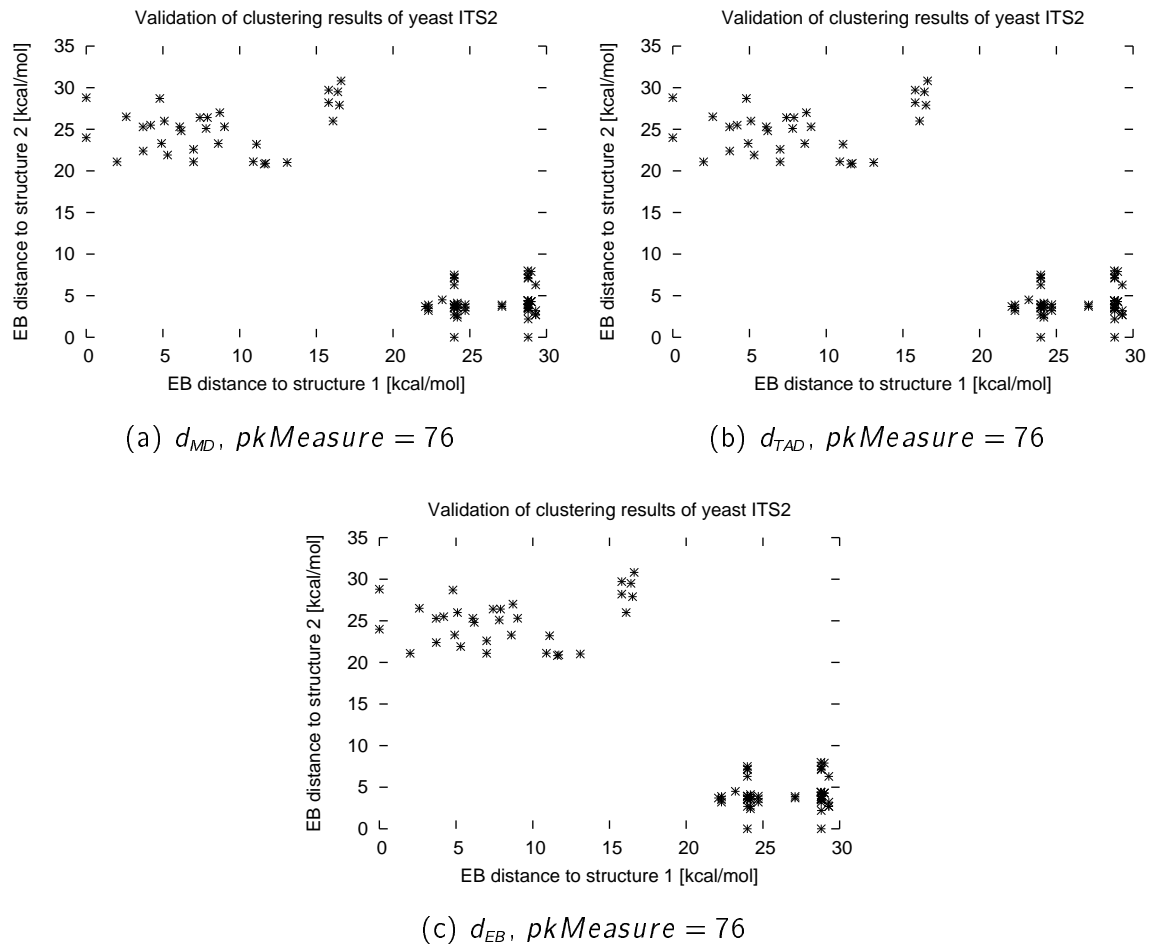 Validation of clustering results of yeast ITS2
EB distance to structure 2 [kcal/mol]
35
30
25
20
15
10
5
0
0 5 10 15 20 25 30
EB distance to structure 1 [kcal/mol]
(a) d_MD, pkMeasure = 76
Validation of clustering results of yeast ITS2
EB distance to structure 2 [kcal/mol]
35
30
25
20
15
10
5
0
0 5 10 15 20 25 30
EB distance to structure 1 [kcal/mol]
(b) d_TAD, pkMeasure = 76
Validation of clustering results of yeast ITS2
EB distance to structure 2 [kcal/mol]
35
30
25
20
15
10
5
0
0 5 10 15 20 25 30
EB distance to structure 1 [kcal/mol]
(c) d_EB, pkMeasure = 76